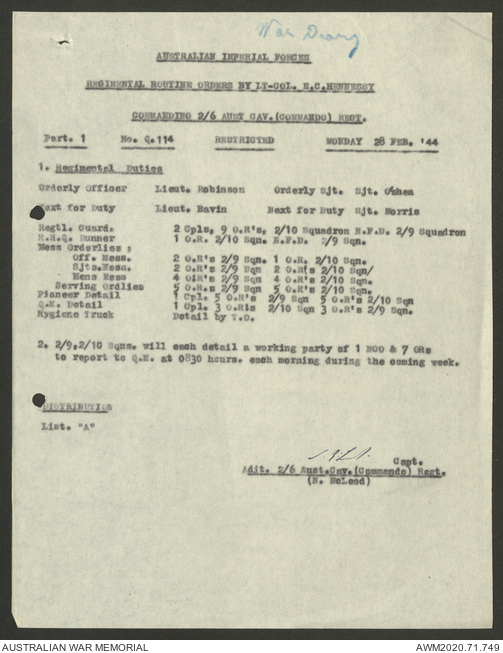 War Diary
AUSTRALIAN IMPERIAL FORCES
REGIMENTAL ROUTINE ORDERS BY LT-COL. E.C.HENNESSY
COMMANDING 2/6 AUST CAV.(COMMANDO) REGT.
Part. 1 No. Q.114 RESTRICTED MONDAY 28 FEB. '44
1. Regimental Duties
Orderly Officer Lieut. Robinson Orderly Sjt. Sjt. O'Shea
Next for Duty Lieut. Bavin Next for Duty Sjt. Morris
Regtl. Guard. 2 Cpls, 9 O.R's, 2/10 Squadron N.F.D. 2/9 Squadron
R.H.Q. Runner 1 O.R. 2/10 Sqn. N.F.D. 2/9 Sqn.
Mess Orderlies ;
Off. Mess. 2 O.R's 2/9 Sqn. 1 O.R. 2/10 Sqn.
Sjts.Mess. 2 O.R's 2/9 Sqn 2 O.R's 2/10 Sqn/
Mens Mess 4 O.R's 2/9 Sqn 4 O.R's 2/10 Sqn.
Serving Ordlies 5 O.R.s 2/9 Sqn 5 O.R's 2/10 Sqn.
Pioneer Detail 1 Cpl. 5 O.R's 2/9 Sqn 5 O.R's 2/10 Sqn
Q.M. Detail 1 Cpl. 3 O.R's 2/10 Sqn 3 O.R's 2/9 Sqn.
Hygiene Truck Detail by T.O.
2. 2/9,2/10 Sqns. will each detail a working party of 1 NCO & 7 ORs
to report to Q.M. at 0830 hours. each morning during the coming week.
DISTRIBUTION
List. "A"
Capt.
Adjt. 2/6 Aust.Cav.(Commando) Regt.
(N. McLeod)
AUSTRALIAN WAR MEMORIAL AWM2020.71.749